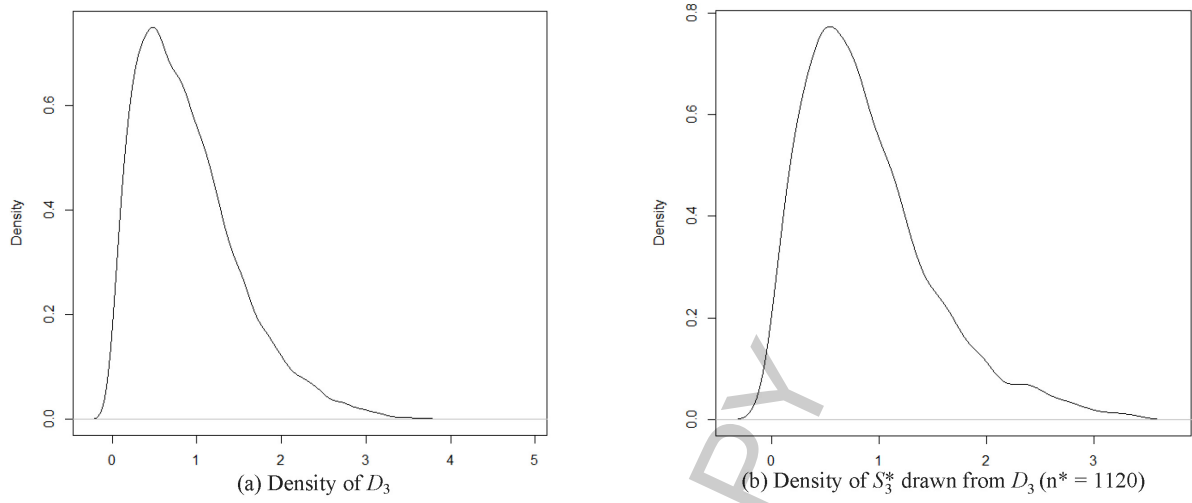 Density
0.0
0.2
0.4
0.6
0 1 2 3 4 5
(a) Density of D₃
Density
0.0
0.2
0.4
0.6
0.8
0 1 2 3
(b) Density of S₃* drawn from D₃ (n* = 1120)
PY